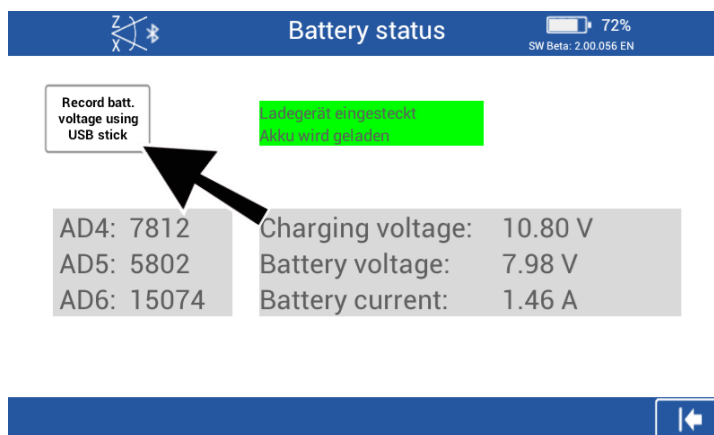 Z
X
Battery status
72%
SW Beta: 2.00.056 EN
Record batt.
voltage using
USB stick
Ladegerät eingesteckt
Akku wird geladen
AD4: 7812
Charging voltage: 10.80 V
AD5: 5802
Battery voltage: 7.98 V
AD6: 15074
Battery current: 1.46 A